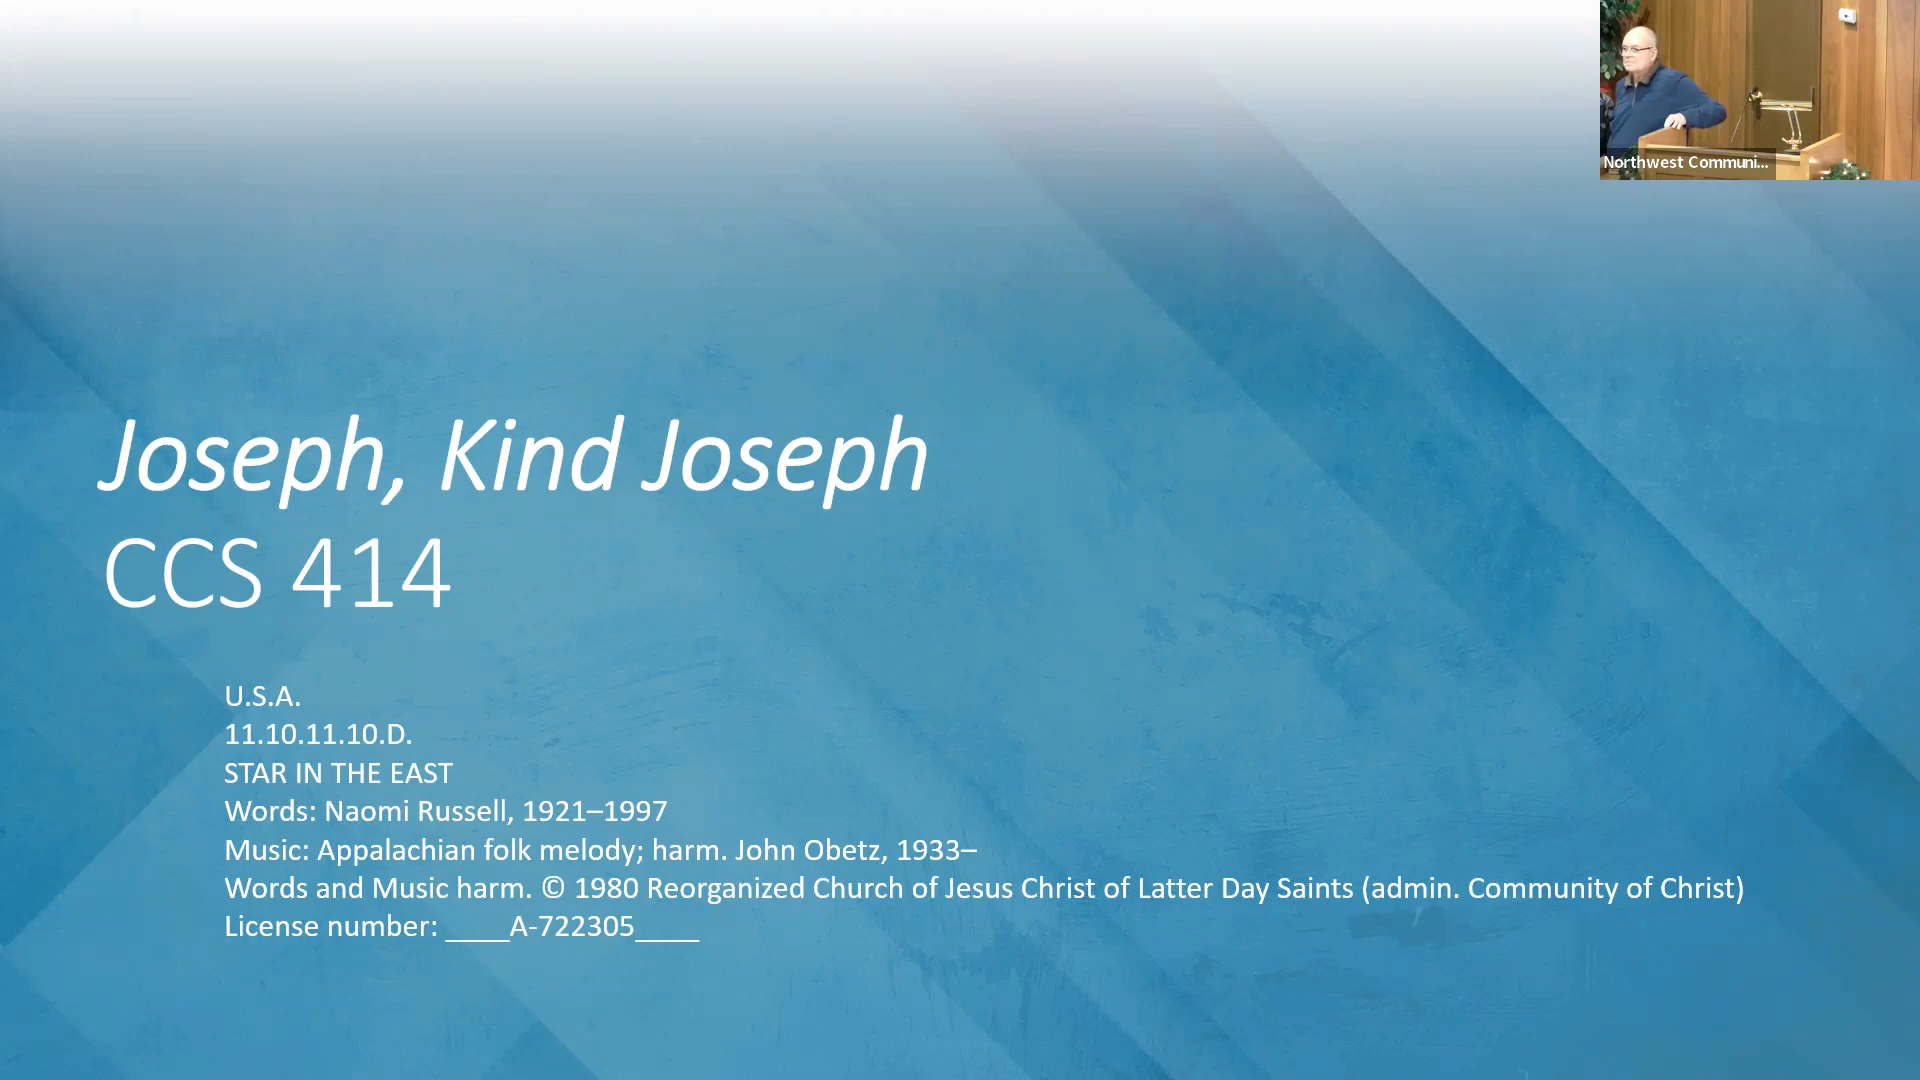 Northwest Communi...
Joseph, Kind Joseph
CCS 414
U.S.A.
11.10.11.10.D.
STAR IN THE EAST
Words: Naomi Russell, 1921–1997
Music: Appalachian folk melody; harm. John Obetz, 1933–
Words and Music harm. © 1980 Reorganized Church of Jesus Christ of Latter Day Saints (admin. Community of Christ)
License number: ____A-722305____